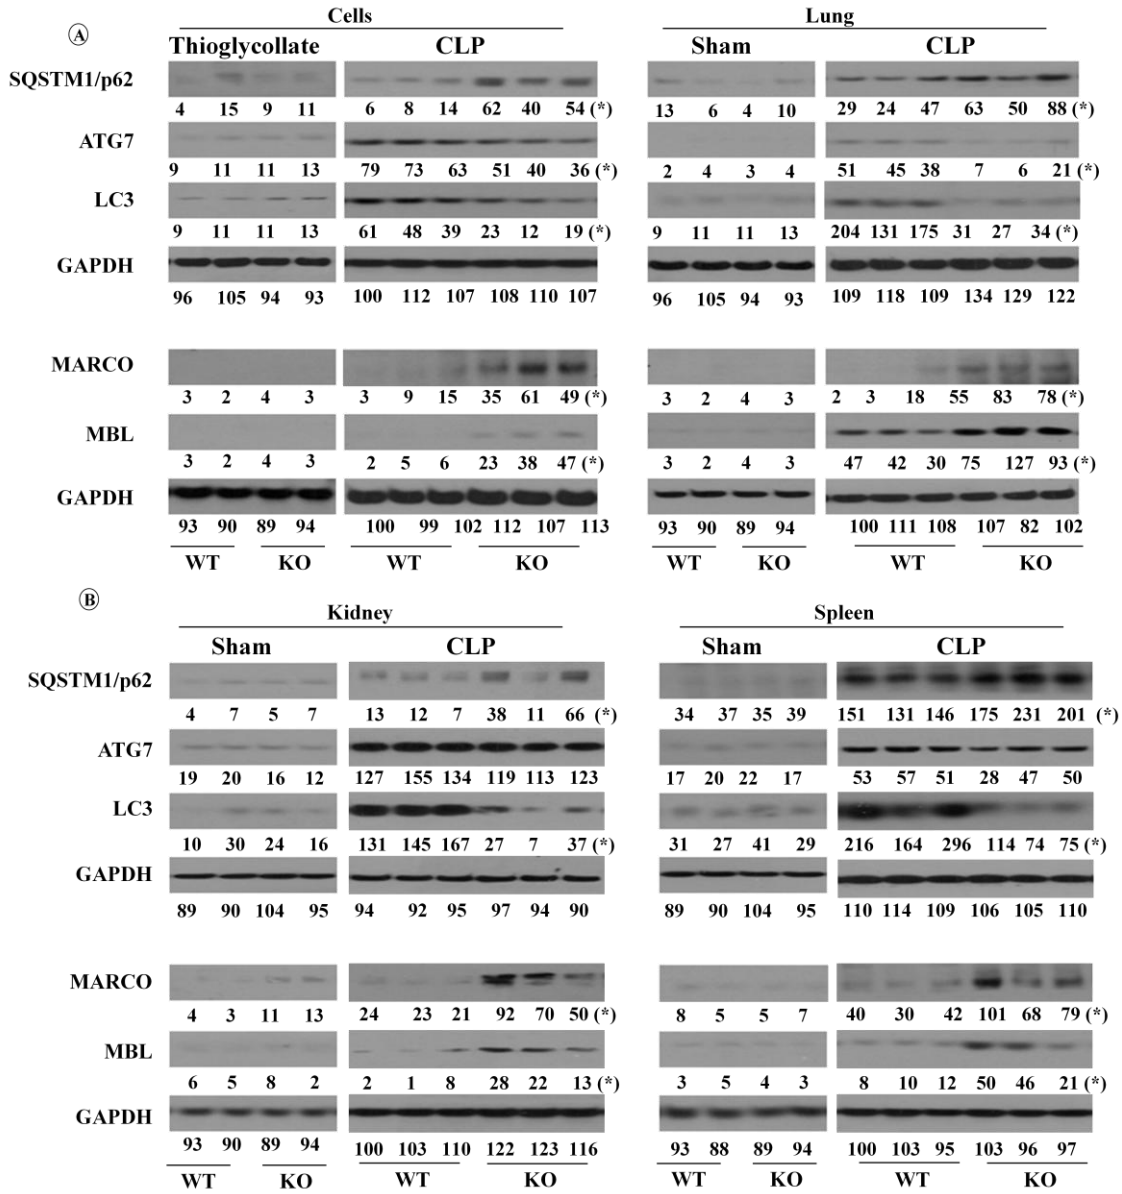 Cells Lung
A
Thioglycollate CLP Sham CLP
SQSTM1/p62
4 15 9 11 6 8 14 62 40 54 (*) 13 6 4 10 29 24 47 63 50 88 (*)
ATG7
9 11 11 13 79 73 63 51 40 36 (*) 2 4 3 4 51 45 38 7 6 21 (*)
LC3
9 11 11 13 61 48 39 23 12 19 (*) 9 11 11 13 204 131 175 31 27 34 (*)
GAPDH
96 105 94 93 100 112 107 108 110 107 96 105 94 93 109 118 109 134 129 122
MARCO
3 2 4 3 3 9 15 35 61 49 (*) 3 2 4 3 2 3 18 55 83 78 (*)
MBL
3 2 4 3 2 5 6 23 38 47 (*) 3 2 4 3 47 42 30 75 127 93 (*)
GAPDH
93 90 89 94 100 99 102 112 107 113 93 90 89 94 100 111 108 107 82 102
WT KO WT KO WT KO WT KO
B
Kidney Spleen
Sham CLP Sham CLP
SQSTM1/p62
4 7 5 7 13 12 7 38 11 66 (*) 34 37 35 39 151 131 146 175 231 201 (*)
ATG7
19 20 16 12 127 155 134 119 113 123 17 20 22 17 53 57 51 28 47 50
LC3
10 30 24 16 131 145 167 27 7 37 (*) 31 27 41 29 216 164 296 114 74 75 (*)
GAPDH
89 90 104 95 94 92 95 97 94 90 89 90 104 95 110 114 109 106 105 110
MARCO
4 3 11 13 24 23 21 92 70 50 (*) 8 5 5 7 40 30 42 101 68 79 (*)
MBL
6 5 8 2 2 1 8 28 22 13 (*) 3 5 4 3 8 10 12 50 46 21 (*)
GAPDH
93 90 89 94 100 103 110 122 123 116 93 88 89 94 100 103 95 103 96 97
WT KO WT KO WT KO WT KO